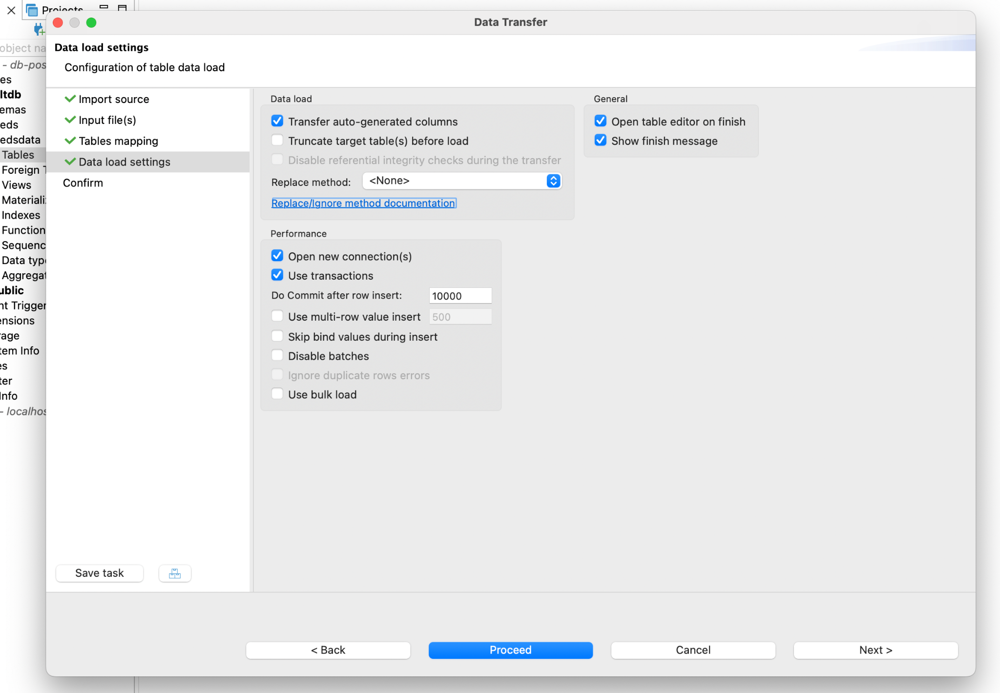 Projects
Data Transfer
object na
- db-pos
es
ltdb
emas
eds
edsdata
Tables
Foreign T
Views
Materiali
Indexes
Function
Sequenc
Data type
Aggregat
ublic
nt Trigger
ensions
rage
tem Info
es
ter
Info
- localhos
Data load settings
Configuration of table data load
Import source
Input file(s)
Tables mapping
Data load settings
Confirm
Save task
Data load
Transfer auto-generated columns
Truncate target table(s) before load
Disable referential integrity checks during the transfer
Replace method: <None>
Replace/Ignore method documentation
General
Open table editor on finish
Show finish message
Performance
Open new connection(s)
Use transactions
Do Commit after row insert: 10000
Use multi-row value insert 500
Skip bind values during insert
Disable batches
Ignore duplicate rows errors
Use bulk load
< Back
Proceed
Cancel
Next >